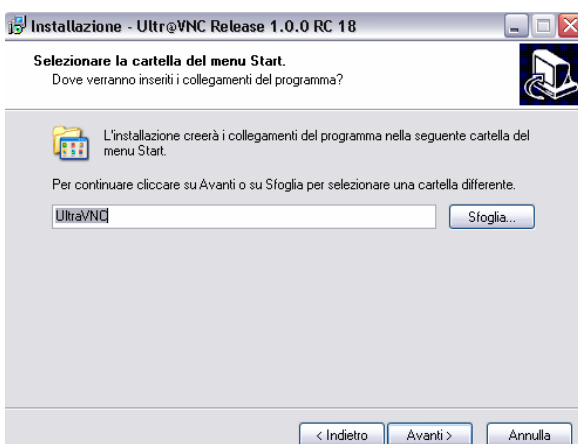 Installazione - Ultr@VNC Release 1.0.0 RC 18
Selezionare la cartella del menu Start.
Dove verranno inseriti i collegamenti del programma?
L'installazione creerà i collegamenti del programma nella seguente cartella del
menu Start.
Per continuare cliccare su Avanti o su Sfoglia per selezionare una cartella differente.
UltraVNC
Sfoglia...
< Indietro
Avanti >
Annulla